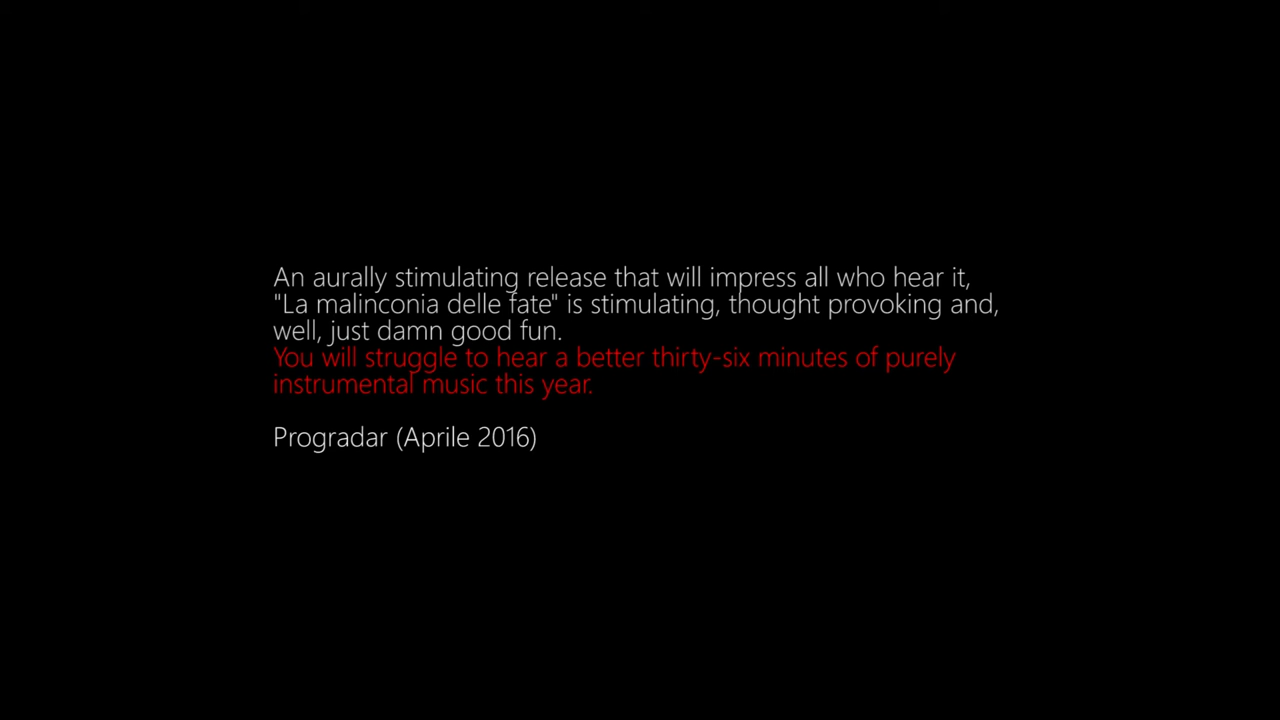 An aurally stimulating release that will impress all who hear it,
"La malinconia delle fate" is stimulating, thought provoking and,
well, just damn good fun.
You will struggle to hear a better thirty-six minutes of purely
instrumental music this year.
Progradar (Aprile 2016)